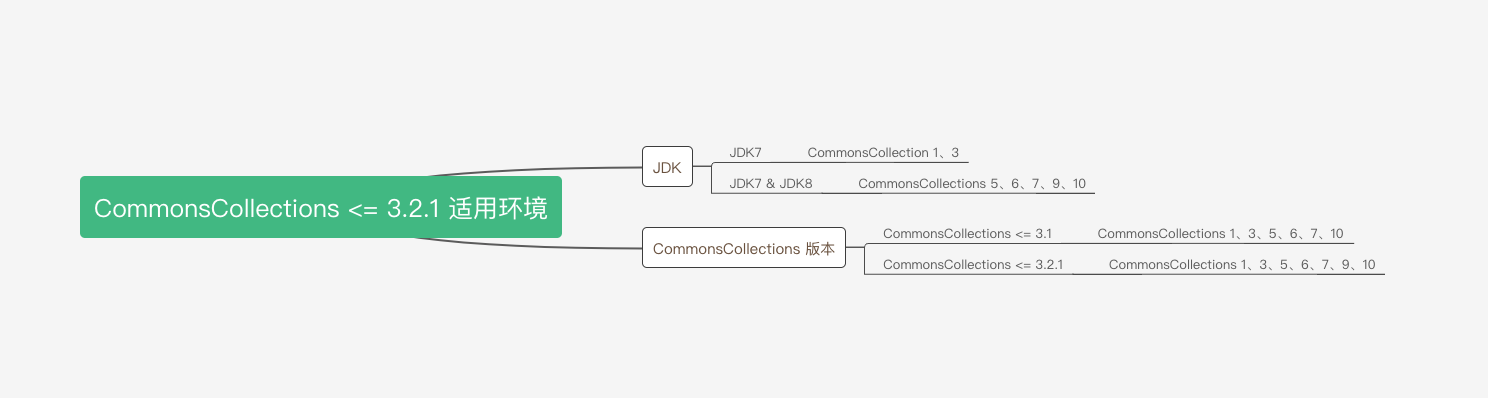 CommonsCollections <= 3.2.1 适用环境
JDK
JDK7
CommonsCollection 1、3
JDK7 & JDK8
CommonsCollections 5、6、7、9、10
CommonsCollections 版本
CommonsCollections <= 3.1
CommonsCollections 1、3、5、6、7、10
CommonsCollections <= 3.2.1
CommonsCollections 1、3、5、6、7、9、10